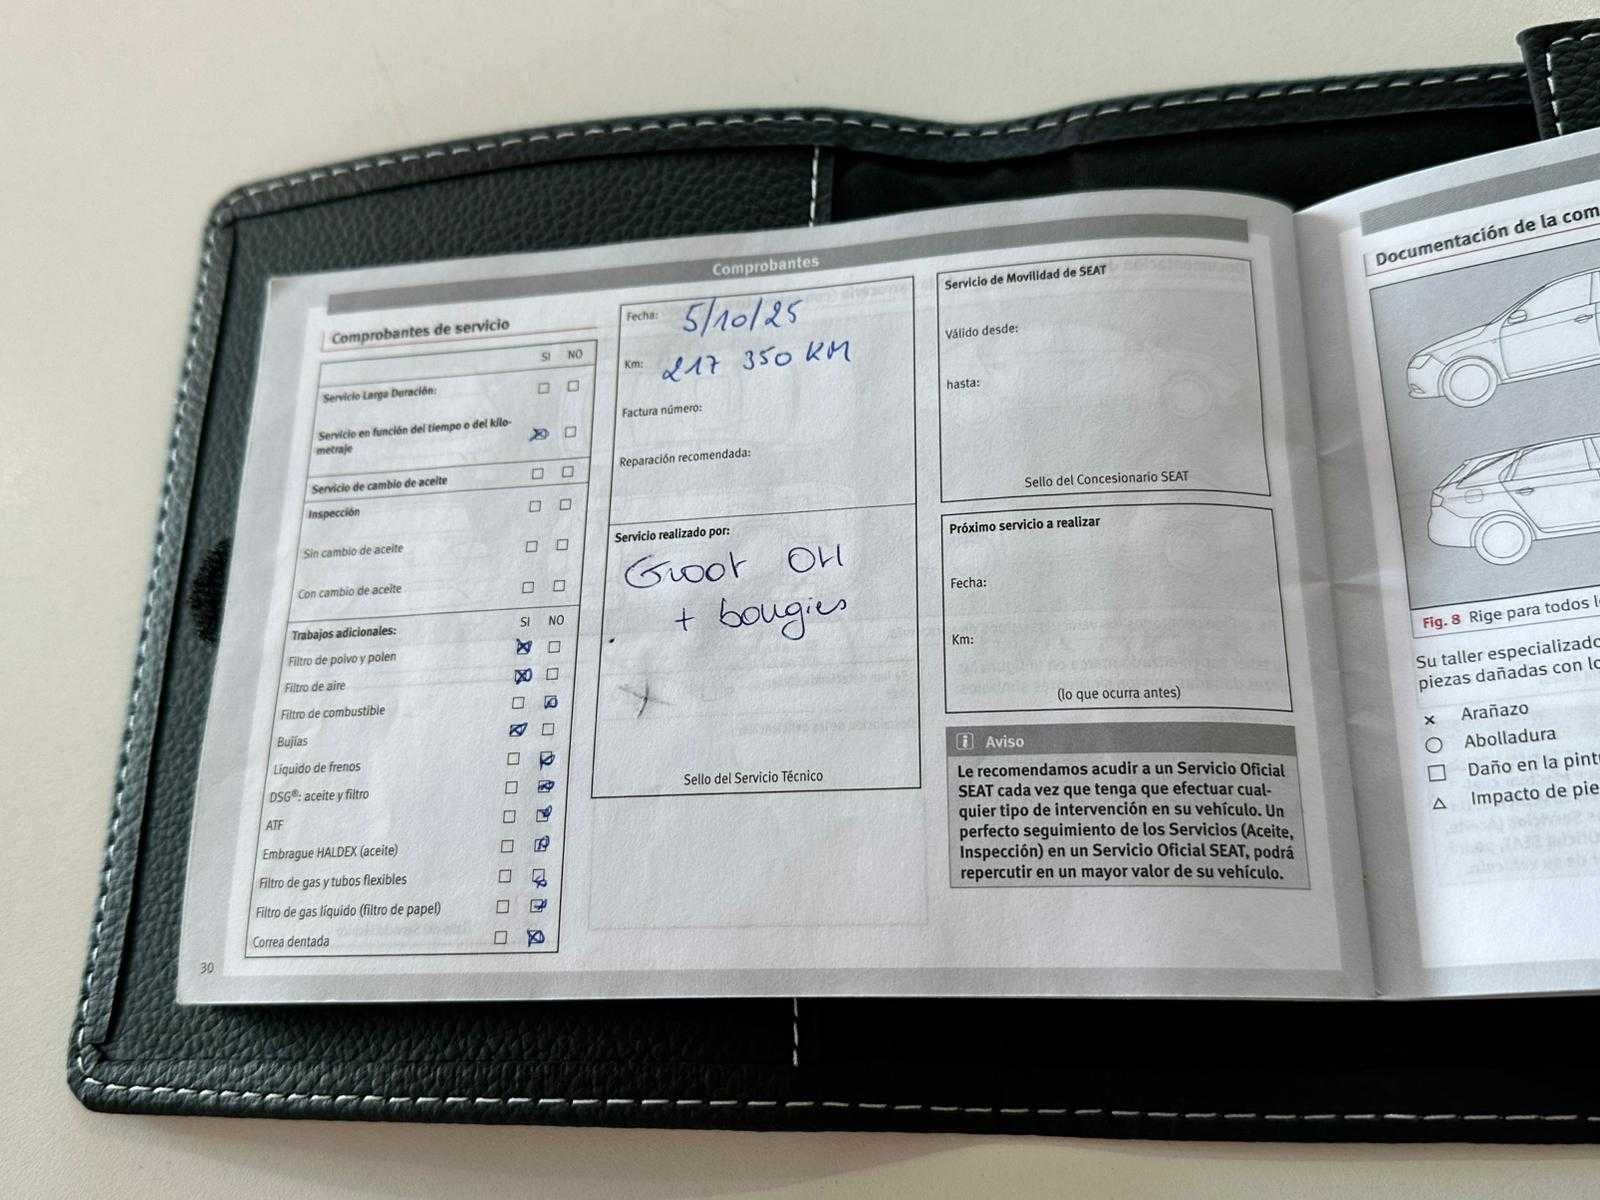 Comprobantes
Comprobantes de servicio
SI NO
Servicio Larga Duración:
Servicio en función del tiempo o del kilo-
metraje
Servicio de cambio de aceite
Inspección
Sin cambio de aceite
Con cambio de aceite
Trabajos adicionales: SI NO
Filtro de polvo y polen
Filtro de aire
Filtro de combustible
Bujías
Líquido de frenos
DSG®: aceite y filtro
ATF
Embrague HALDEX (aceite)
Filtro de gas y tubos flexibles
Filtro de gas líquido (filtro de papel)
Correa dentada
30
Fecha: 5/10/25
Km: 217 350 KM
Factura número:
Reparación recomendada:
Servicio realizado por:
Groot OH
+ bougies
Sello del Servicio Técnico
Servicio de Movilidad de SEAT
Válido desde:
hasta:
Sello del Concesionario SEAT
Próximo servicio a realizar
Fecha:
Km:
(lo que ocurra antes)
i Aviso
Le recomendamos acudir a un Servicio Oficial
SEAT cada vez que tenga que efectuar cual-
quier tipo de intervención en su vehículo. Un
perfecto seguimiento de los Servicios (Aceite,
Inspección) en un Servicio Oficial SEAT, podrá
repercutir en un mayor valor de su vehículo.
Documentación de la
Fig. 8 Rige para todos
Su taller especializado
piezas dañadas con
Arañazo
Abolladura
Daño en la
Impacto de